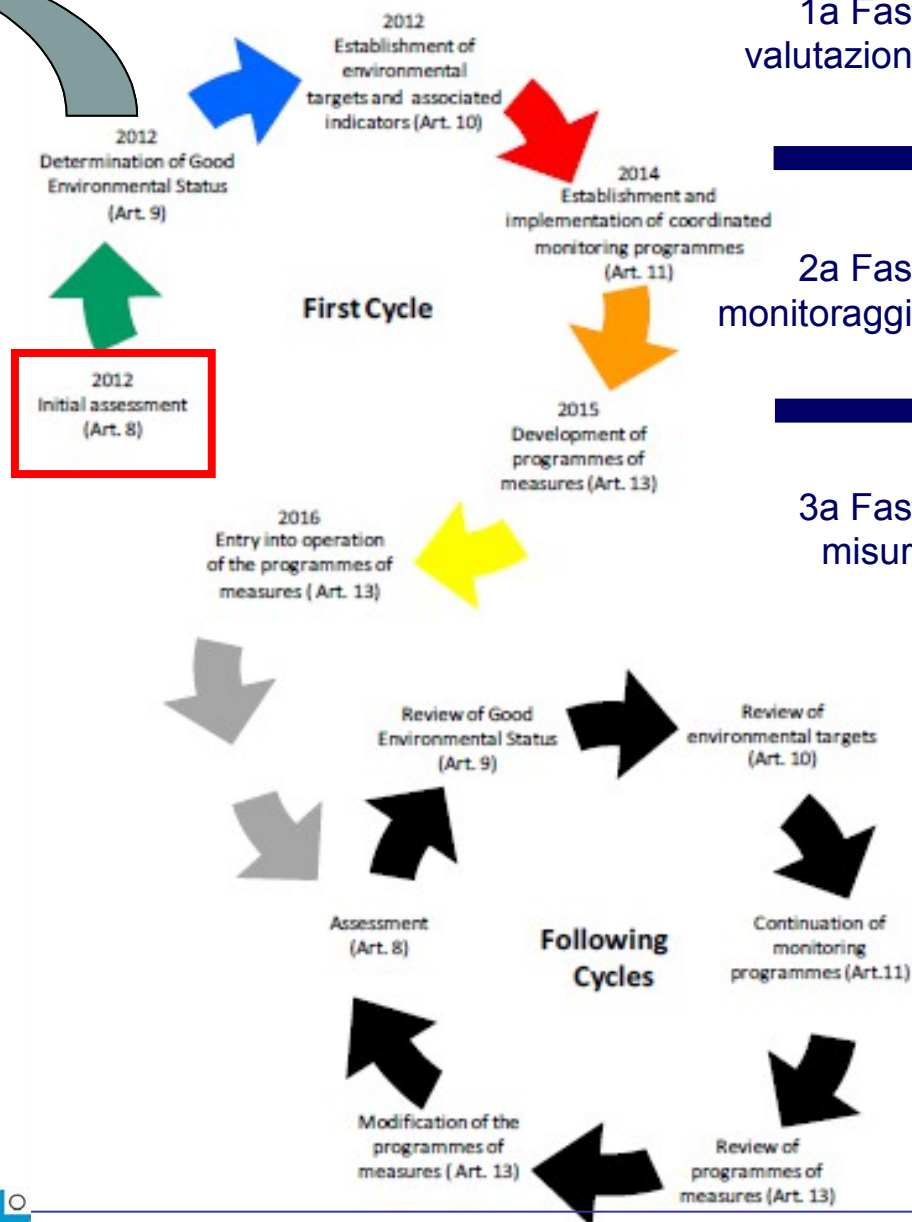 1a Fas
valutazion
2012
Establishment of
environmental
targets and associated
indicators (Art. 10)
2012
Determination of Good
Environmental Status
(Art. 9)
2014
Establishment and
implementation of coordinated
monitoring programmes
(Art. 11)
2a Fas
monitoraggi
First Cycle
2012
Initial assessment
(Art. 8)
2015
Development of
programmes of
measures (Art. 13)
3a Fas
misur
2016
Entry into operation
of the programmes of
measures ( Art. 13)
Review of Good
Environmental Status
(Art. 9)
Review of
environmental targets
(Art. 10)
Assessment
(Art. 8)
Following
Cycles
Continuation of
monitoring
programmes (Art.11)
Modification of the
programmes of
measures ( Art. 13)
Review of
programmes of
measures (Art. 13)